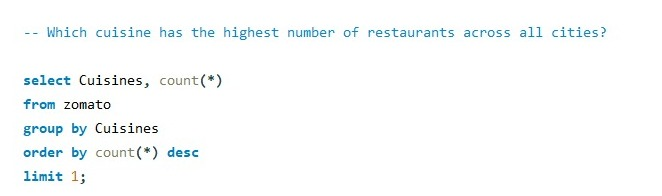 -- Which cuisine has the highest number of restaurants across all cities?
select Cuisines, count(*)
from zomato
group by Cuisines
order by count(*) desc
limit 1;